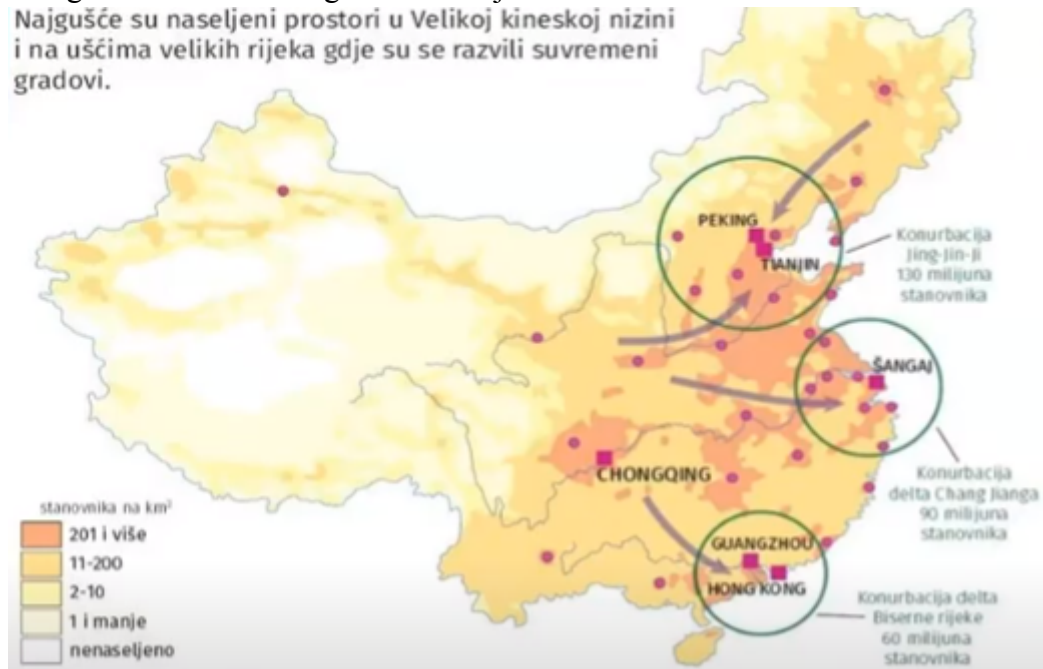 Najgušće su naseljeni prostori u Velikoj kineskoj nizini
i na ušćima velikih rijeka gdje su se razvili suvremeni
gradovi.
PEKING
TIANJIN
Konurbacija
Jing-Jin-Ji
130 milijuna
stanovnika
ŠANGAJ
CHONGQING
Konurbacija
delta Chang Jianga
90 milijuna
stanovnika
GUANGZHOU
HONG KONG
Konurbacija delta
Biserne rijeke
60 milijuna
stanovnika
stanovnika na km²
201 i više
11-200
2-10
1 i manje
nenaseljeno